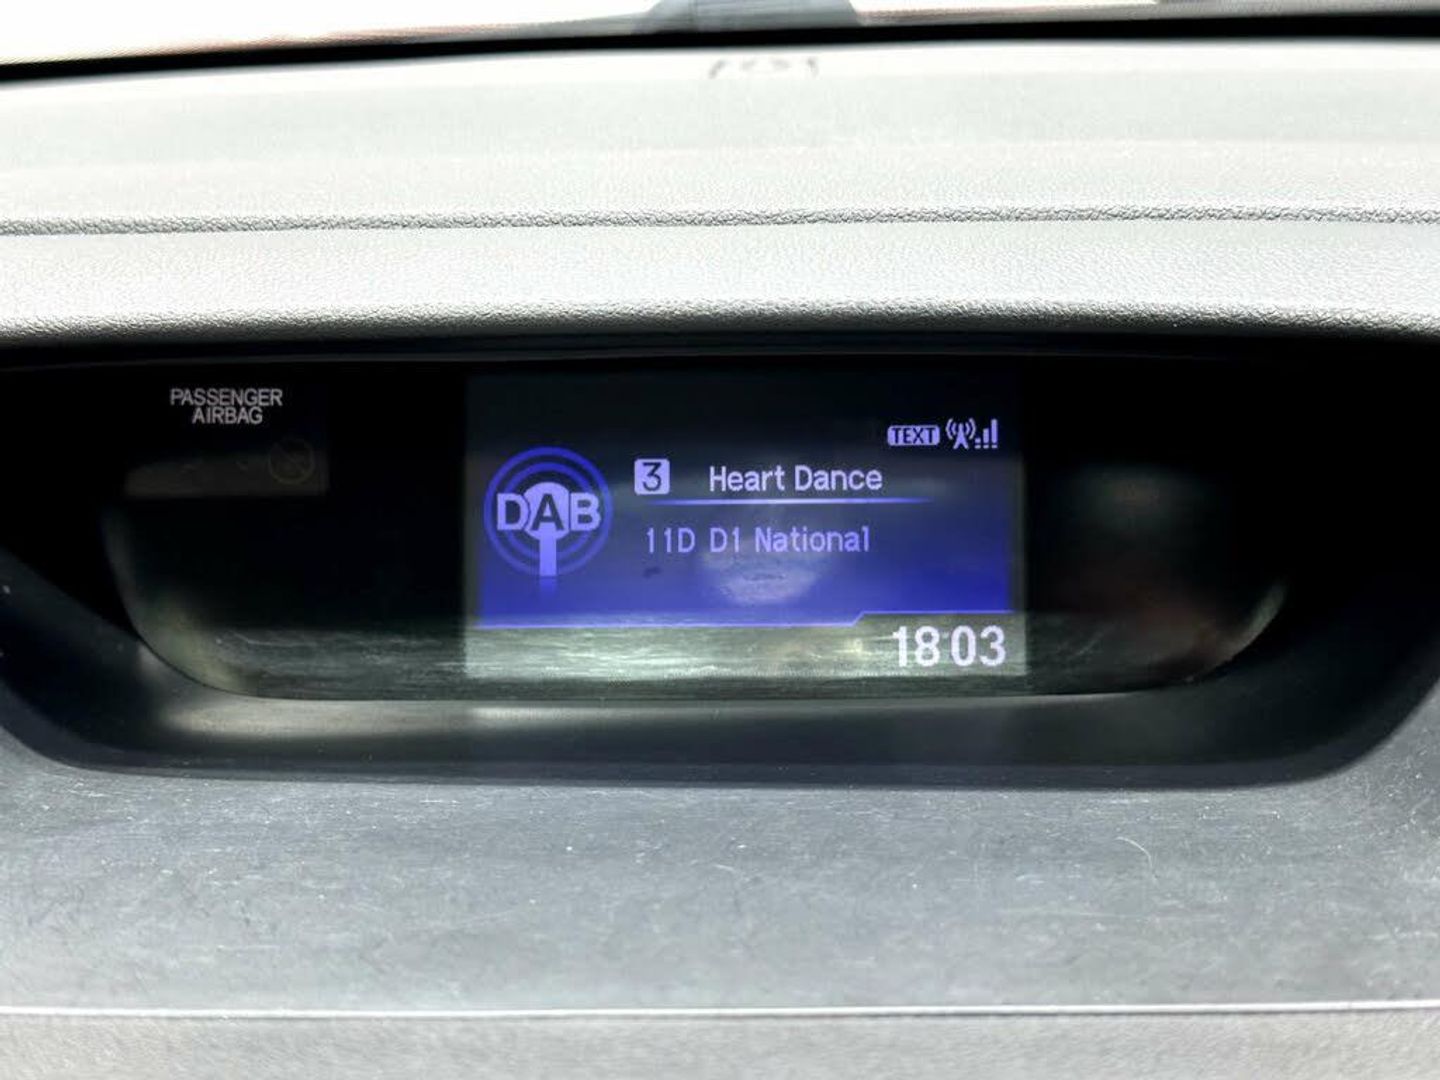 PASSENGER
AIRBAG
TEXT
3 Heart Dance
DAB
11D D1 National
18:03